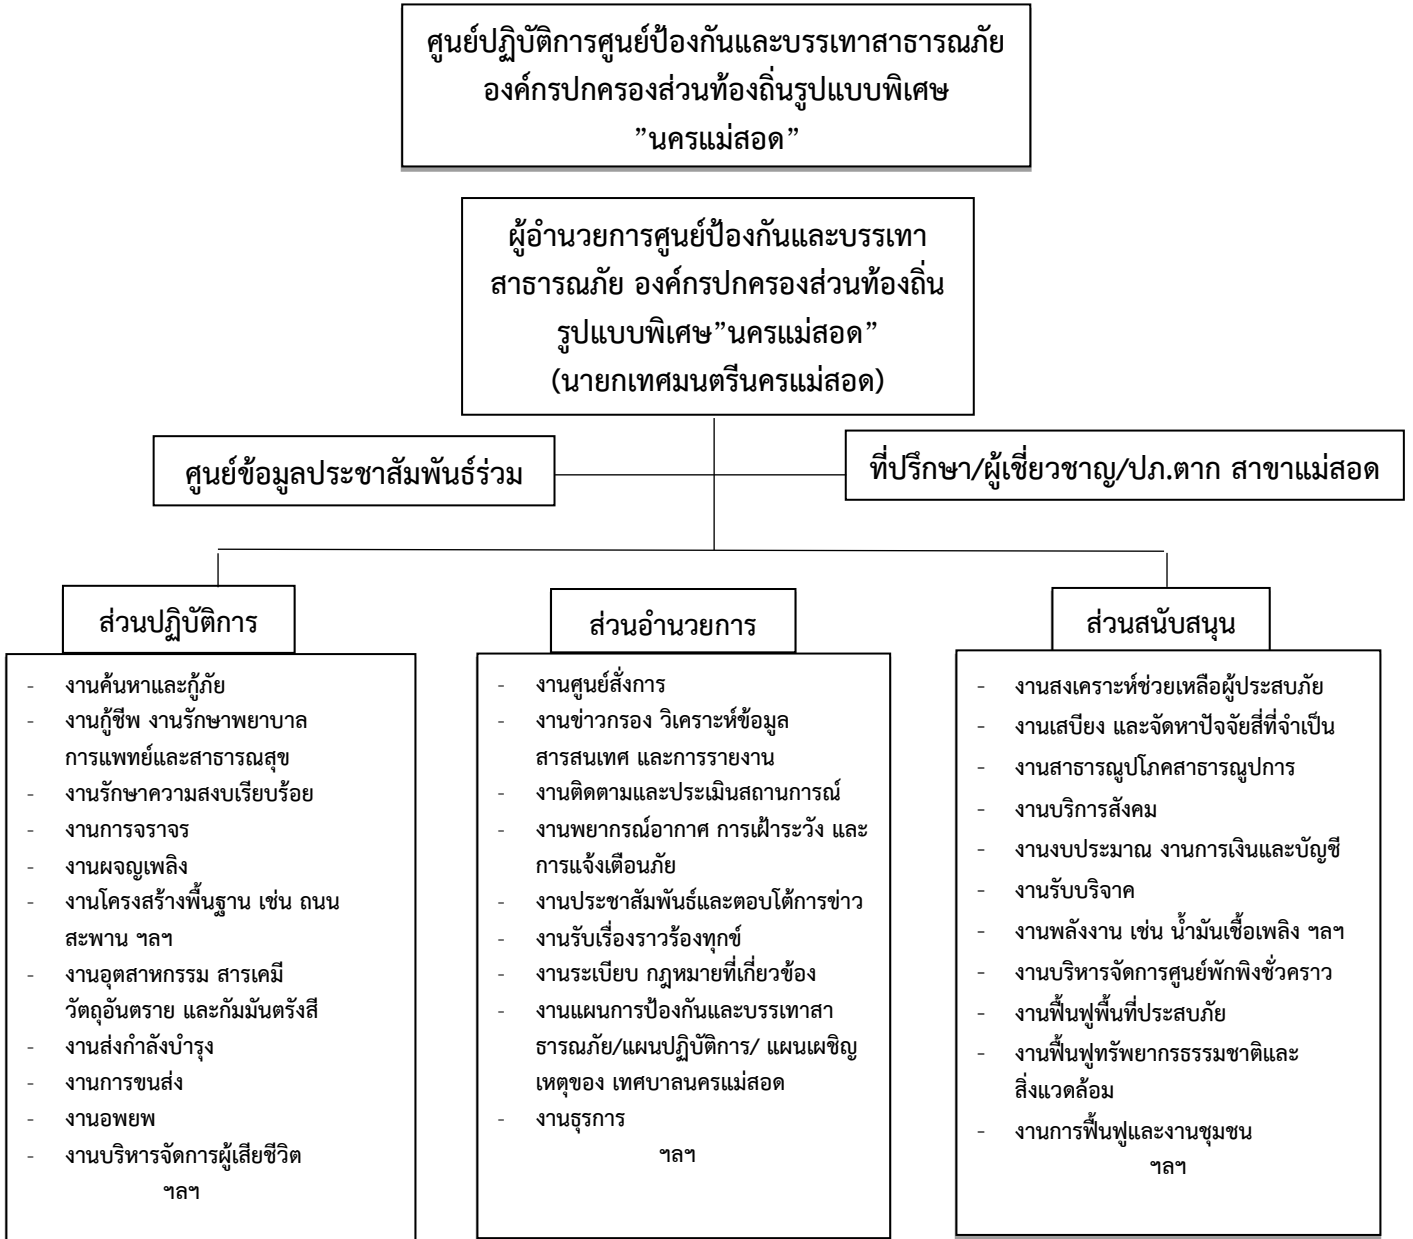 ศูนย์ปฏิบัติการศูนย์ป้องกันและบรรเทาสาธารณภัย
องค์กรปกครองส่วนท้องถิ่นรูปแบบพิเศษ
”นครแม่สอด”
ผู้อำนวยการศูนย์ป้องกันและบรรเทา
สาธารณภัย องค์กรปกครองส่วนท้องถิ่น
รูปแบบพิเศษ”นครแม่สอด”
(นายกเทศมนตรีนครแม่สอด)
ศูนย์ข้อมูลประชาสัมพันธ์ร่วม
ที่ปรึกษา/ผู้เชี่ยวชาญ/ปภ.ตาก สาขาแม่สอด
ส่วนปฏิบัติการ
- งานค้นหาและกู้ภัย
- งานกู้ชีพ งานรักษาพยาบาล
การแพทย์และสาธารณสุข
- งานรักษาความสงบเรียบร้อย
- งานการจราจร
- งานผจญเพลิง
- งานโครงสร้างพื้นฐาน เช่น ถนน
สะพาน ฯลฯ
- งานอุตสาหกรรม สารเคมี
วัตถุอันตราย และกัมมันตรังสี
- งานส่งกำลังบำรุง
- งานการขนส่ง
- งานอพยพ
- งานบริหารจัดการผู้เสียชีวิต
ฯลฯ
ส่วนอำนวยการ
- งานศูนย์สั่งการ
- งานข่าวกรอง วิเคราะห์ข้อมูล
สารสนเทศ และการรายงาน
- งานติดตามและประเมินสถานการณ์
- งานพยากรณ์อากาศ การเฝ้าระวัง และ
การแจ้งเตือนภัย
- งานประชาสัมพันธ์และตอบโต้การข่าว
- งานรับเรื่องราวร้องทุกข์
- งานระเบียบ กฎหมายที่เกี่ยวข้อง
- งานแผนการป้องกันและบรรเทาสา
ธารณภัย/แผนปฏิบัติการ/ แผนเผชิญ
เหตุของ เทศบาลนครแม่สอด
- งานธุรการ
ฯลฯ
ส่วนสนับสนุน
- งานสงเคราะห์ช่วยเหลือผู้ประสบภัย
- งานเสบียง และจัดหาปัจจัยสี่ที่จำเป็น
- งานสาธารณูปโภคสาธารณูปการ
- งานบริการสังคม
- งานงบประมาณ งานการเงินและบัญชี
- งานรับบริจาค
- งานพลังงาน เช่น น้ำมันเชื้อเพลิง ฯลฯ
- งานบริหารจัดการศูนย์พักพิงชั่วคราว
- งานฟื้นฟูพื้นที่ประสบภัย
- งานฟื้นฟูทรัพยากรธรรมชาติและ
สิ่งแวดล้อม
- งานการฟื้นฟูและงานชุมชน
ฯลฯ